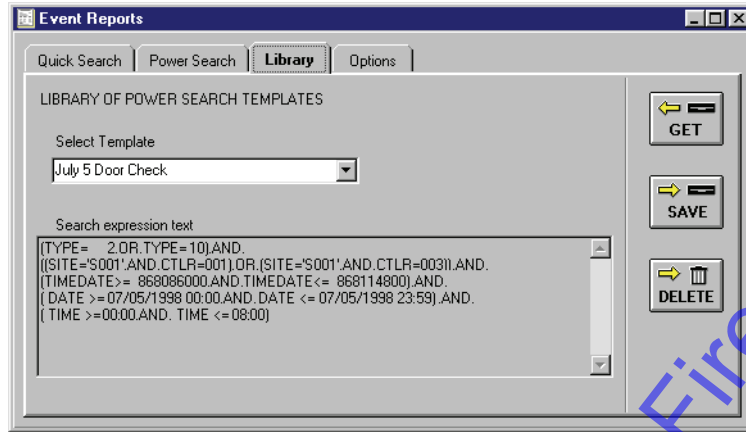 Event Reports
Quick Search Power Search Library Options
LIBRARY OF POWER SEARCH TEMPLATES
Select Template
July 5 Door Check
Search expression text
(TYPE= 2.OR.TYPE=10).AND.
((SITE='S001'.AND.CTLR=001).OR.(SITE='S001'.AND.CTLR=003)).AND.
(TIMEDATE>= 868086000.AND.TIMEDATE<= 868114800).AND.
( DATE >=07/05/1998 00:00.AND. DATE <= 07/05/1998 23:59).AND.
( TIME >=00:00.AND. TIME <=08:00)
GET
SAVE
DELETE
Fire